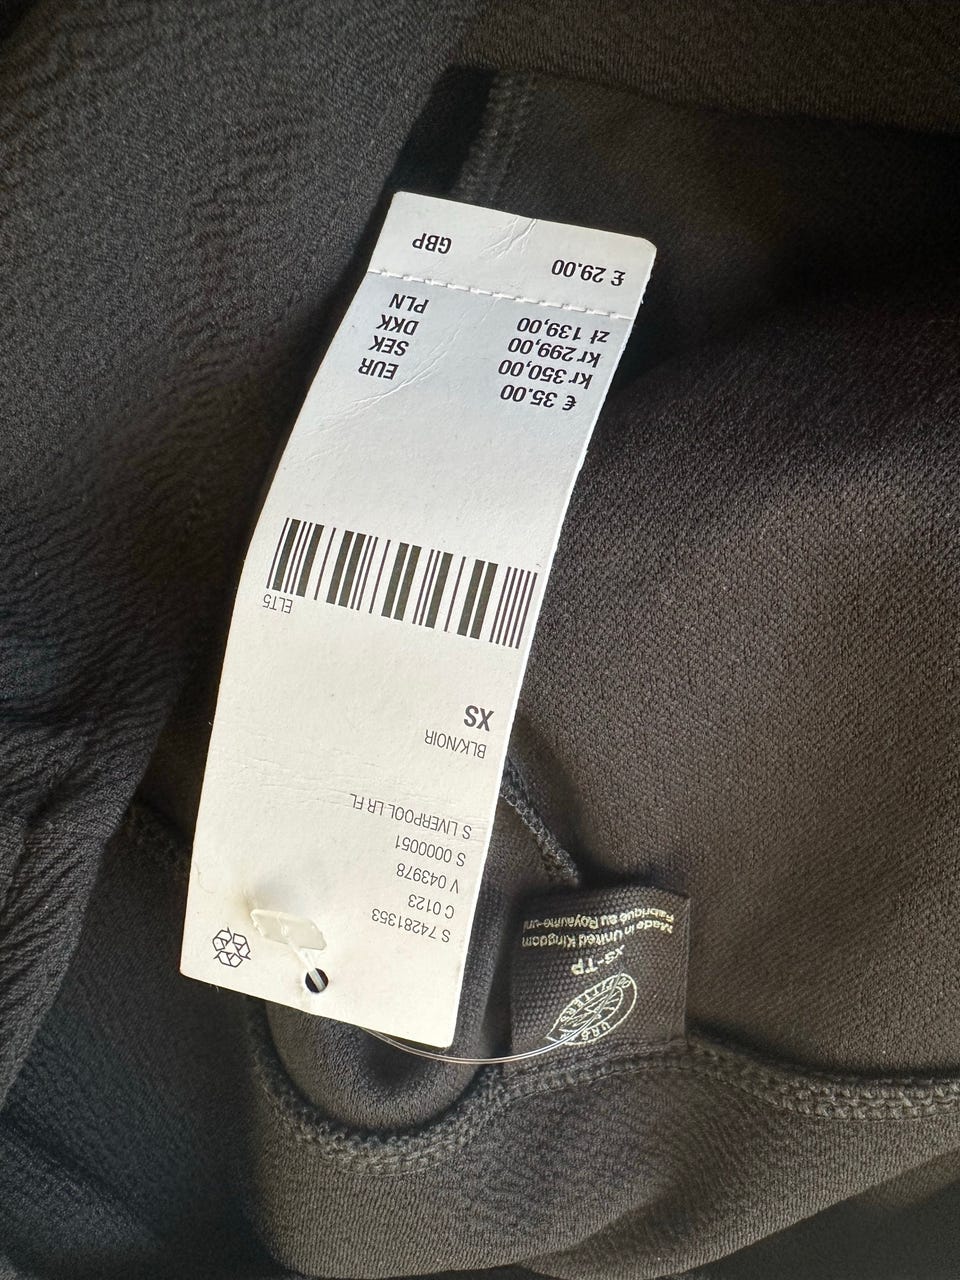 S 74281353
C 0123
V 043978
S 0000051
S LIVERPOOL LR FL
BLK/NOIR
XS
ELT5
€ 35.00 EUR
kr 350,00 SEK
kr 299,00 DKK
zł 139,00 PLN
£ 29.00 GBP
XS-TP
Made in United Kingdom
Fabriqué au Royaume-uni